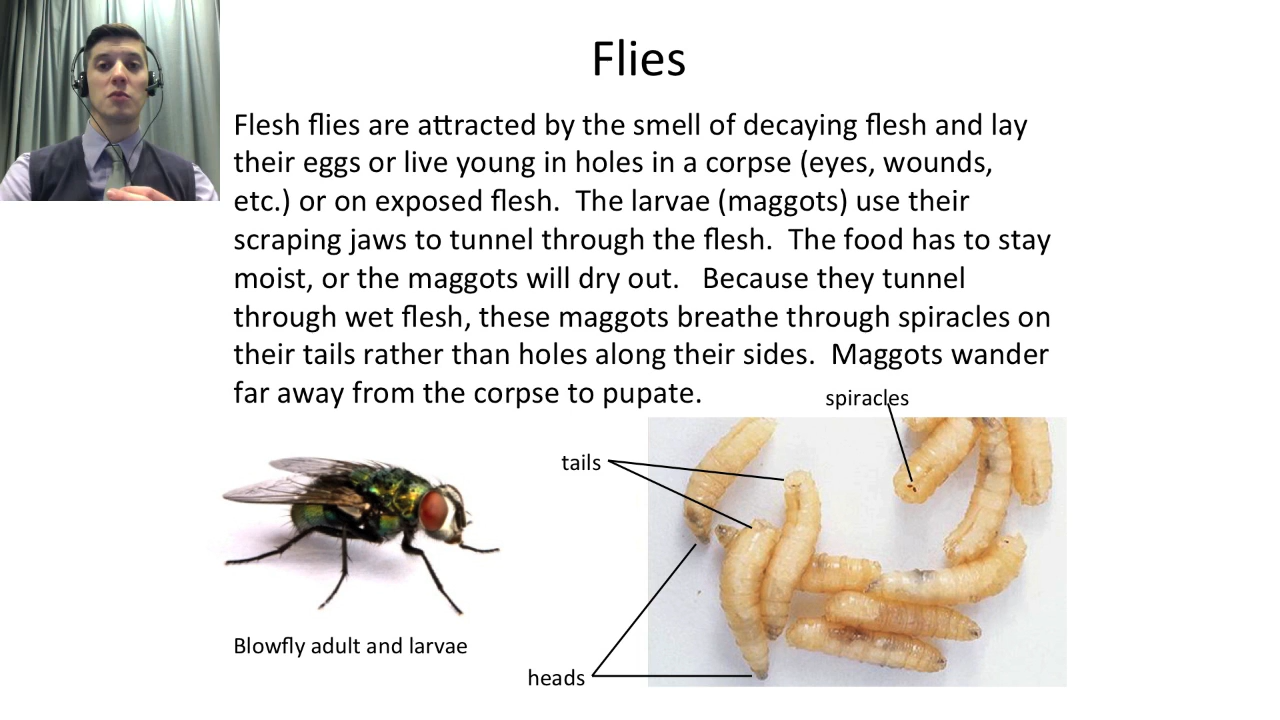 Flies
Flesh flies are attracted by the smell of decaying flesh and lay
their eggs or live young in holes in a corpse (eyes, wounds,
etc.) or on exposed flesh.  The larvae (maggots) use their
scraping jaws to tunnel through the flesh.  The food has to stay
moist, or the maggots will dry out.   Because they tunnel
through wet flesh, these maggots breathe through spiracles on
their tails rather than holes along their sides.  Maggots wander
far away from the corpse to pupate.
spiracles
tails
Blowfly adult and larvae
heads